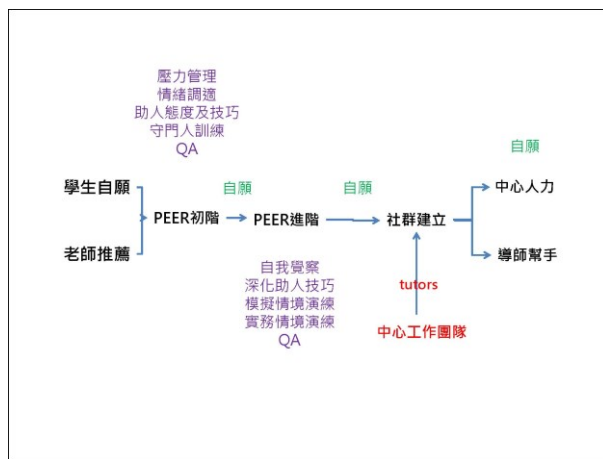 壓力管理
情緒調適
助人態度及技巧
守門人訓練
QA
自願
學生自願
自願
自願
中心人力
PEER初階
PEER進階
社群建立
老師推薦
導師幫手
自我覺察
深化助人技巧
模擬情境演練
實務情境演練
QA
tutors
中心工作團隊